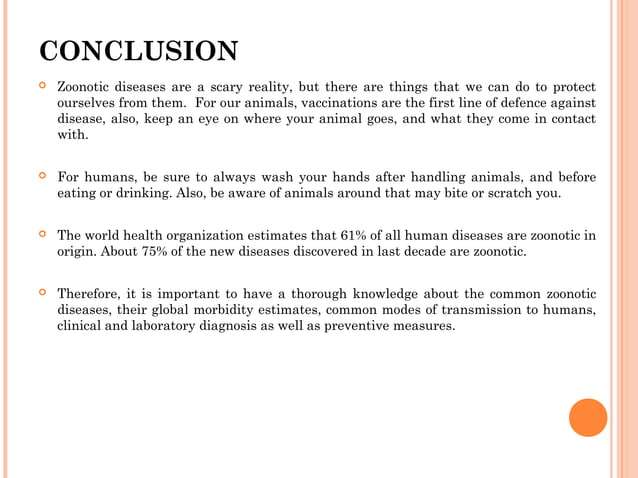 CONCLUSION
Zoonotic diseases are a scary reality, but there are things that we can do to protect
ourselves from them.  For our animals, vaccinations are the first line of defence against
disease, also, keep an eye on where your animal goes, and what they come in contact
with.
For humans, be sure to always wash your hands after handling animals, and before
eating or drinking. Also, be aware of animals around that may bite or scratch you.
The world health organization estimates that 61% of all human diseases are zoonotic in
origin. About 75% of the new diseases discovered in last decade are zoonotic.
Therefore, it is important to have a thorough knowledge about the common zoonotic
diseases, their global morbidity estimates, common modes of transmission to humans,
clinical and laboratory diagnosis as well as preventive measures.